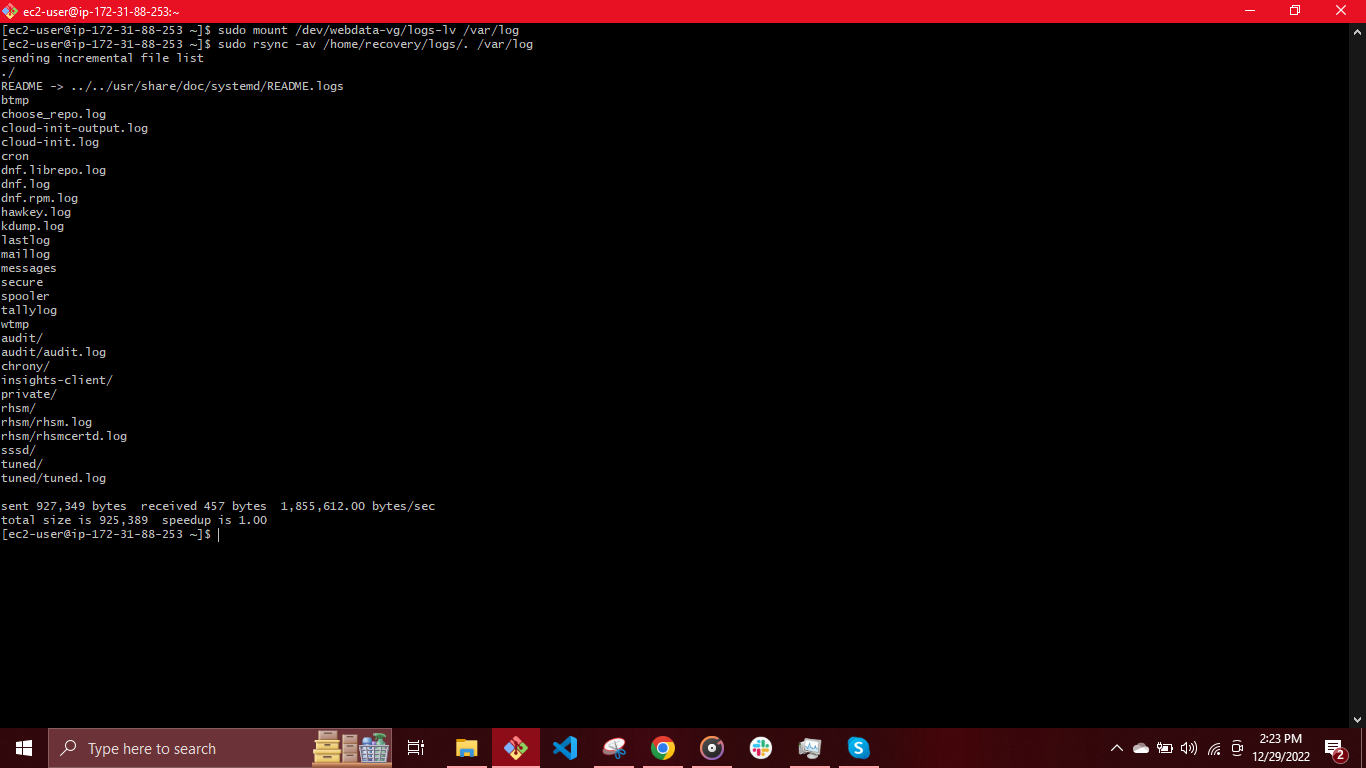 ec2-user@ip-172-31-88-253:~
[ec2-user@ip-172-31-88-253 ~]$ sudo mount /dev/webdata-vg/logs-lv /var/log
[ec2-user@ip-172-31-88-253 ~]$ sudo rsync -av /home/recovery/logs/. /var/log
sending incremental file list
./
README -> ../../usr/share/doc/systemd/README.logs
btmp
choose_repo.log
cloud-init-output.log
cloud-init.log
cron
dnf.librepo.log
dnf.log
dnf.rpm.log
hawkey.log
kdump.log
lastlog
maillog
messages
secure
spooler
tallylog
wtmp
audit/
audit/audit.log
chrony/
insights-client/
private/
rhsm/
rhsm/rhsm.log
rhsm/rhsmcertd.log
sssd/
tuned/
tuned/tuned.log
sent 927,349 bytes  received 457 bytes  1,855,612.00 bytes/sec
total size is 925,389  speedup is 1.00
[ec2-user@ip-172-31-88-253 ~]$
Type here to search
2:23 PM
12/29/2022
2